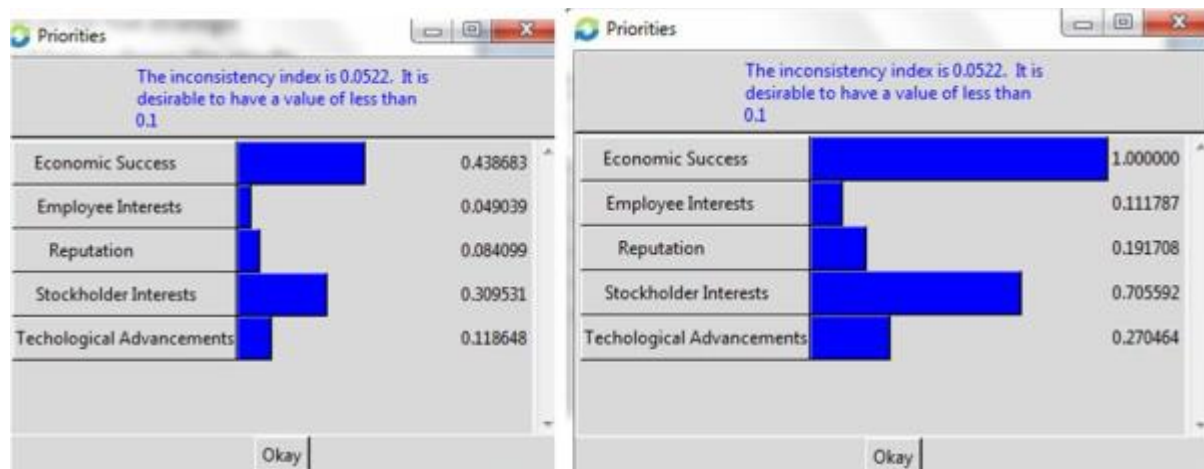 Priorities
The inconsistency index is 0.0522. It is
desirable to have a value of less than
0.1
Economic Success 0.438683
Employee Interests 0.049039
Reputation 0.084099
Stockholder Interests 0.309531
Techological Advancements 0.118648
Okay
Priorities
The inconsistency index is 0.0522. It is
desirable to have a value of less than
0.1
Economic Success 1.000000
Employee Interests 0.111787
Reputation 0.191708
Stockholder Interests 0.705592
Techological Advancements 0.270464
Okay